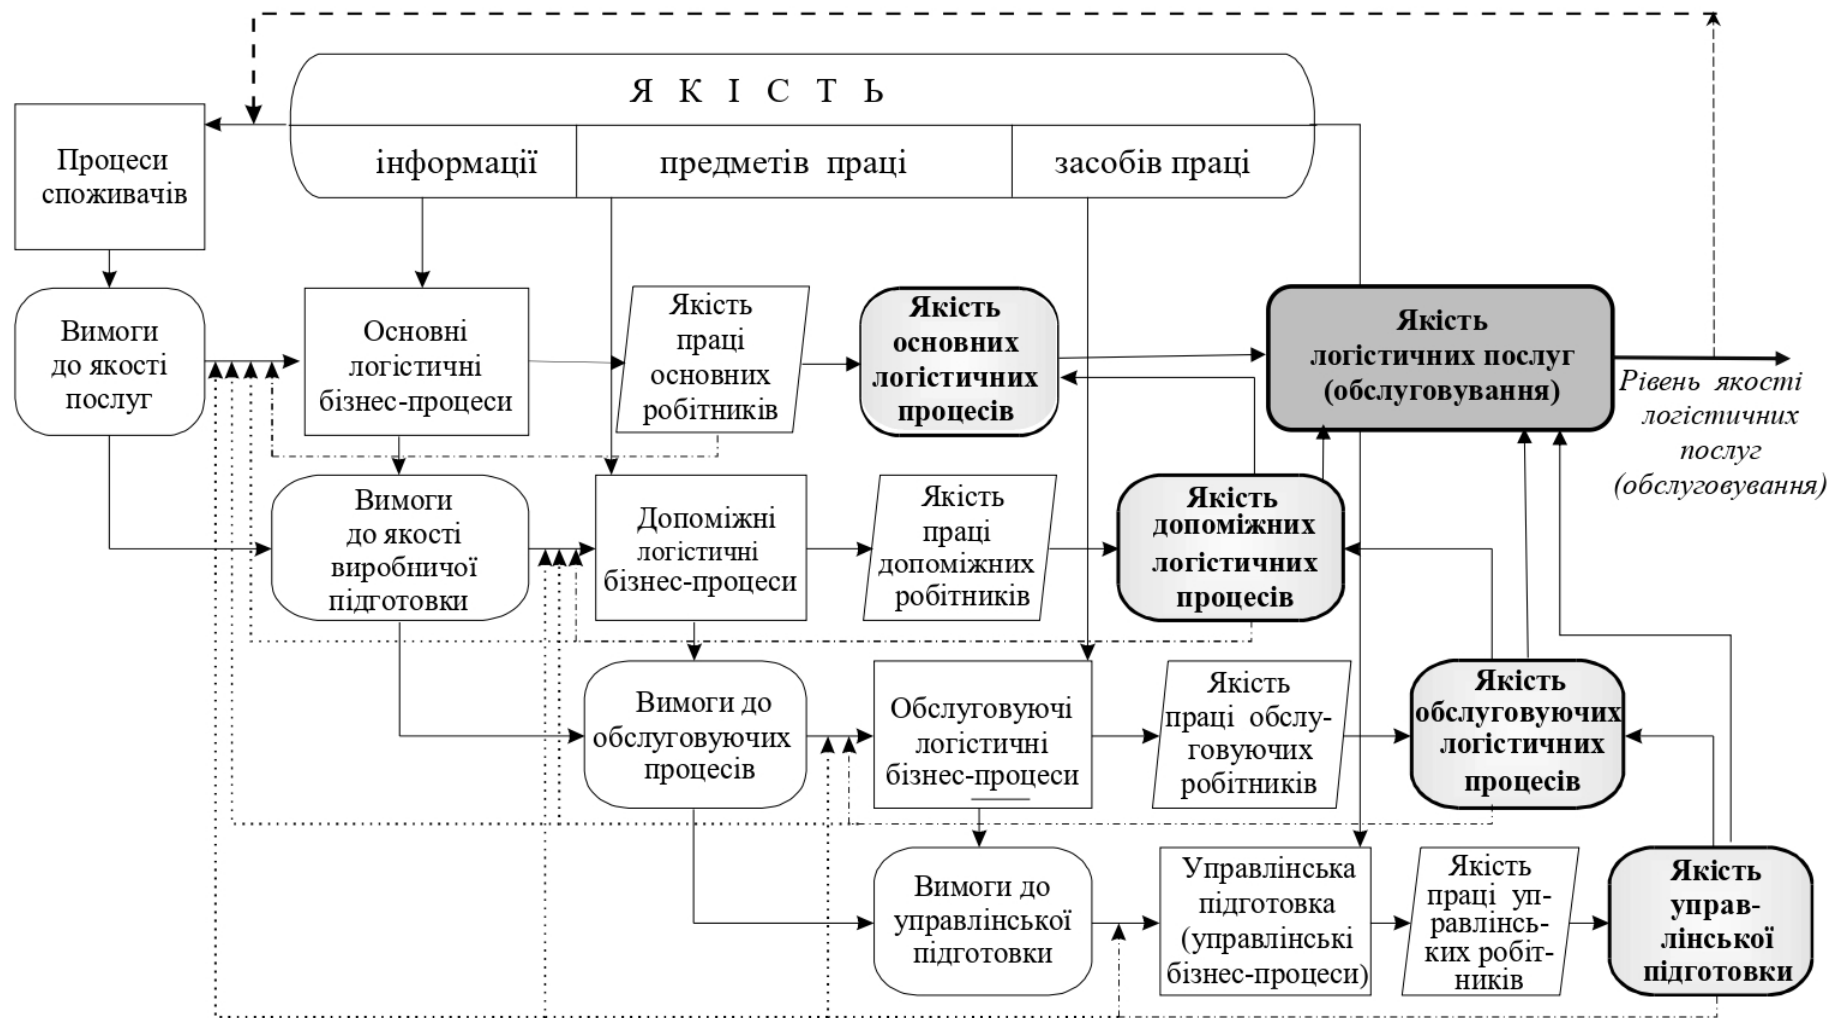 Я К І С Т Ь
інформації
предметів праці
засобів праці
Процеси
споживачів
Вимоги
до якості
послуг
Основні
логістичні
бізнес-процеси
Якість
праці
основних
робітників
Якість
основних
логістичних
процесів
Якість
логістичних послуг
(обслуговування)
Рівень якості
логістичних
послуг
(обслуговування)
Вимоги
до якості
виробничої
підготовки
Допоміжні
логістичні
бізнес-процеси
Якість
праці
допоміжних
робітників
Якість
допоміжних
логістичних
процесів
Вимоги до
обслуговуючих
процесів
Обслуговуючі
логістичні
бізнес-процеси
Якість
праці обслу-
говуючих
робітників
Якість
обслуговуючих
логістичних
процесів
Вимоги до
управлінської
підготовки
Управлінська
підготовка
(управлінські
бізнес-процеси)
Якість
праці уп-
равлінсь-
ких робіт-
ників
Якість
управ-
лінської
підготовки